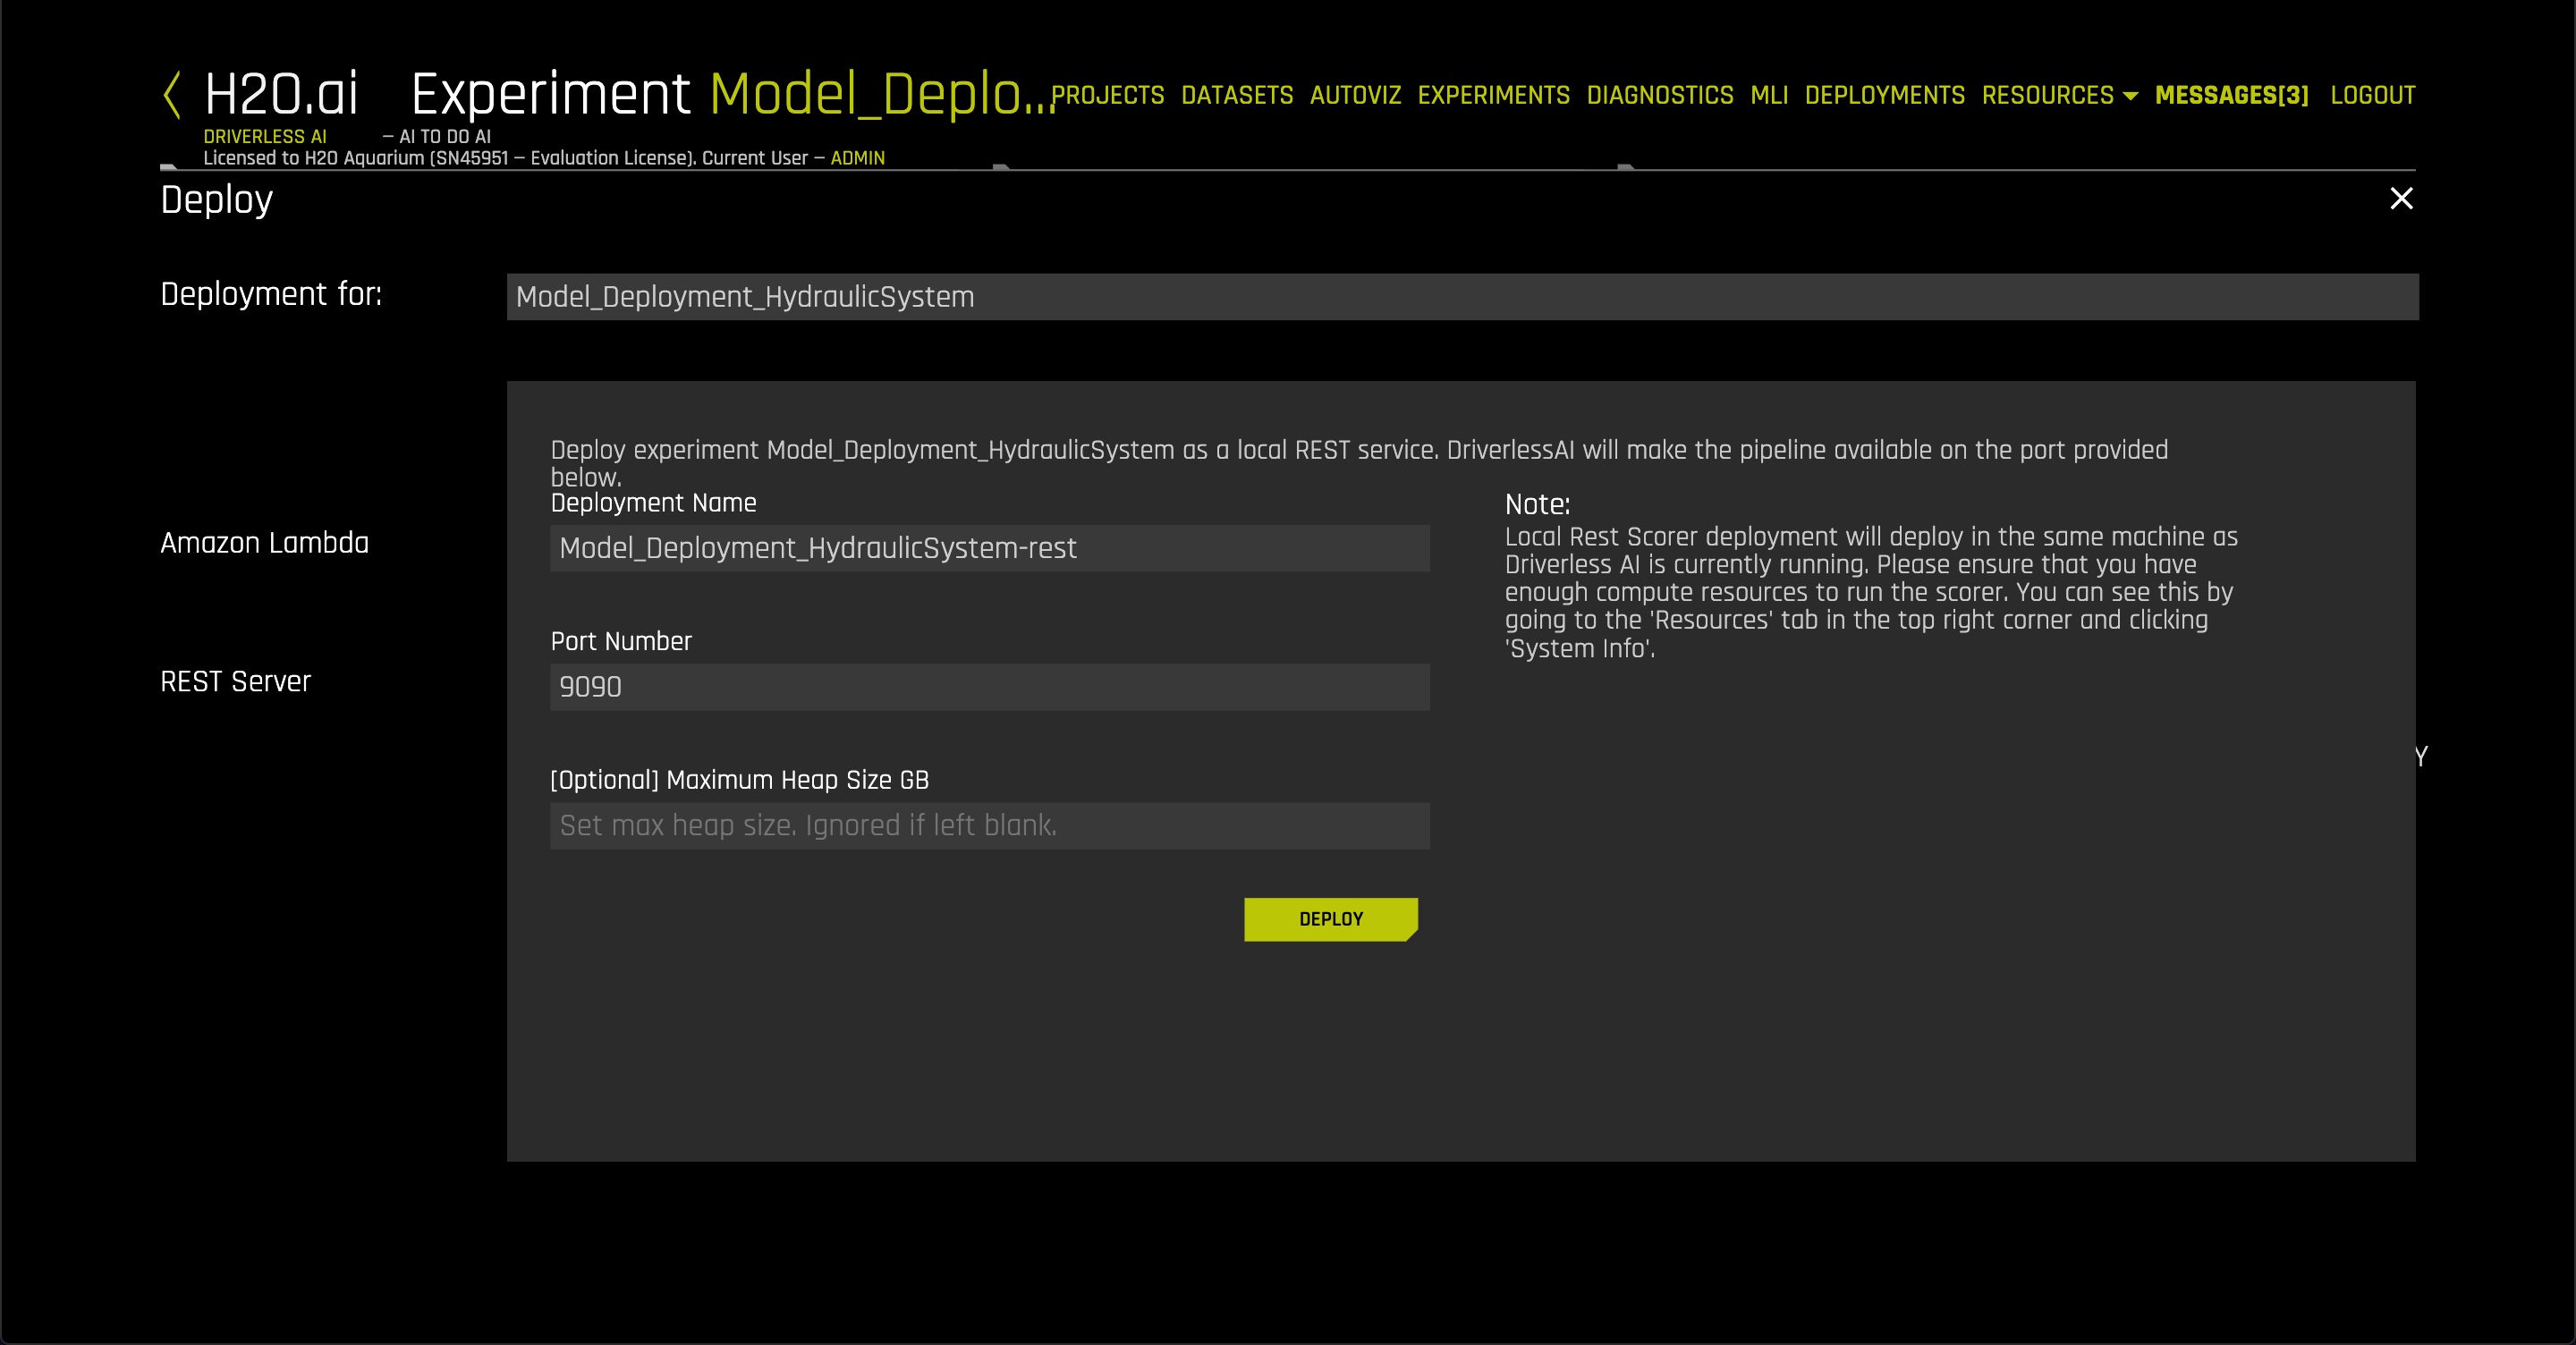 H2O.ai Experiment Model_Deplo... PROJECTS DATASETS AUTOVIZ EXPERIMENTS DIAGNOSTICS MLI DEPLOYMENTS RESOURCES MESSAGES[3] LOGOUT
DRIVERLESS AI – AI TO DO AI
Licensed to H2O Aquarium (SN45951 – Evaluation License). Current User – ADMIN
Deploy
Deployment for:
Model_Deployment_HydraulicSystem
Deploy experiment Model_Deployment_HydraulicSystem as a local REST service. DriverlessAI will make the pipeline available on the port provided
below.
Amazon Lambda
REST Server
Deployment Name
Model_Deployment_HydraulicSystem-rest
Port Number
9090
[Optional] Maximum Heap Size GB
Set max heap size. Ignored if left blank.
DEPLOY
Note:
Local Rest Scorer deployment will deploy in the same machine as
Driverless AI is currently running. Please ensure that you have
enough compute resources to run the scorer. You can see this by
going to the 'Resources' tab in the top right corner and clicking
'System Info'.
Y